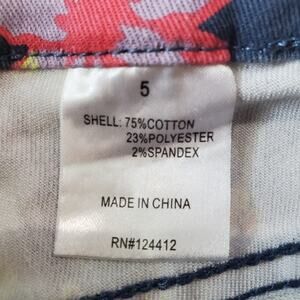 5
SHELL: 75%COTTON
23%POLYESTER
2%SPANDEX
MADE IN CHINA
RN#124412